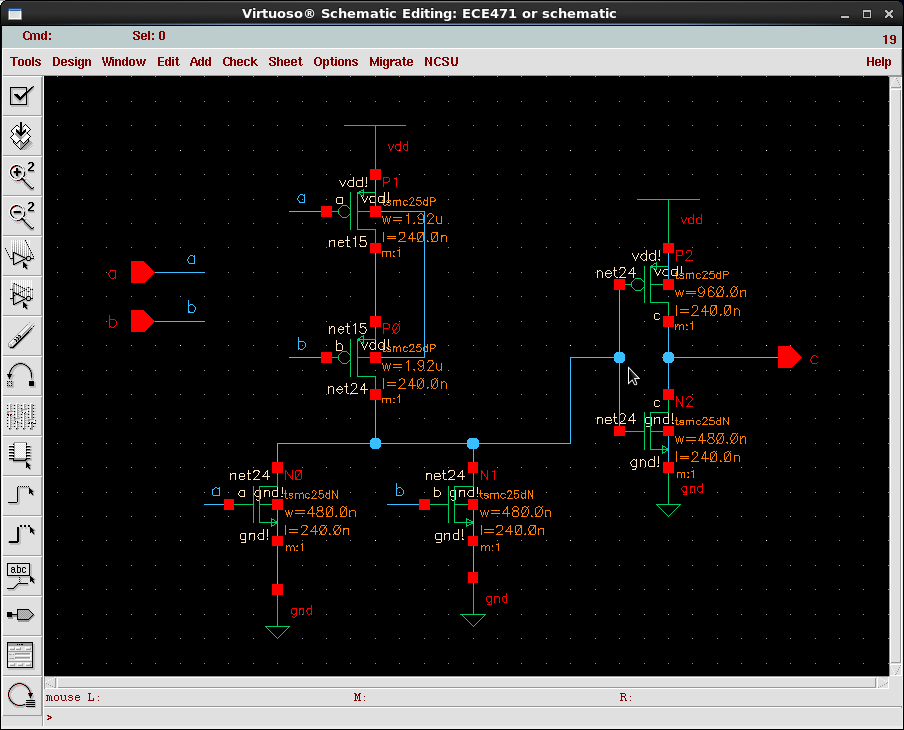 Virtuoso® Schematic Editing: ECE471 or schematic
Cmd: Sel: 0 19
Tools Design Window Edit Add Check Sheet Options Migrate NCSU Help
2
2
abc
vdd
vdd! P1
a a vdd! tsmc25dP
w=1.92u
l=240.0n
net15 m:1
a a
b b
net15 P0
b b vdd! tsmc25dP
w=1.92u
l=240.0n
net24 m:1
vdd
vdd! P2
net24 vdd! tsmc25dP
w=960.0n
l=240.0n
c m:1
c
c N2
net24 gnd! tsmc25dN
w=480.0n
l=240.0n
gnd! m:1
gnd
net24 N0
a a gnd! tsmc25dN
w=480.0n
l=240.0n
gnd! m:1
gnd
net24 N1
b b gnd! tsmc25dN
w=480.0n
l=240.0n
gnd! m:1
gnd
mouse L: M: R:
>